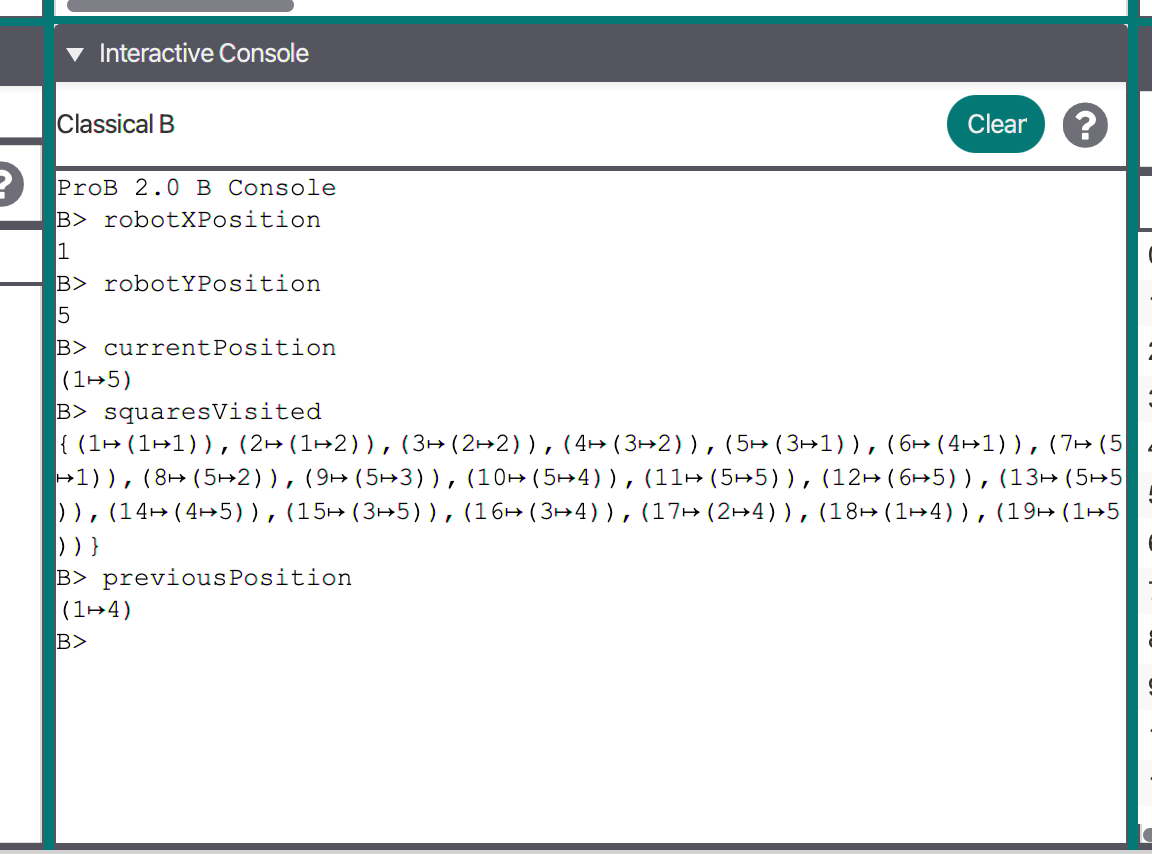 Interactive Console
Classical B
Clear
?
?
ProB 2.0 B Console
B> robotXPosition
1
B> robotYPosition
5
B> currentPosition
(1↦5)
B> squaresVisited
{(1↦(1↦1)),(2↦(1↦2)),(3↦(2↦2)),(4↦(3↦2)),(5↦(3↦1)),(6↦(4↦1)),(7↦(5
↦1)),(8↦(5↦2)),(9↦(5↦3)),(10↦(5↦4)),(11↦(5↦5)),(12↦(6↦5)),(13↦(5↦5
)),(14↦(4↦5)),(15↦(3↦5)),(16↦(3↦4)),(17↦(2↦4)),(18↦(1↦4)),(19↦(1↦5
))}
B> previousPosition
(1↦4)
B>